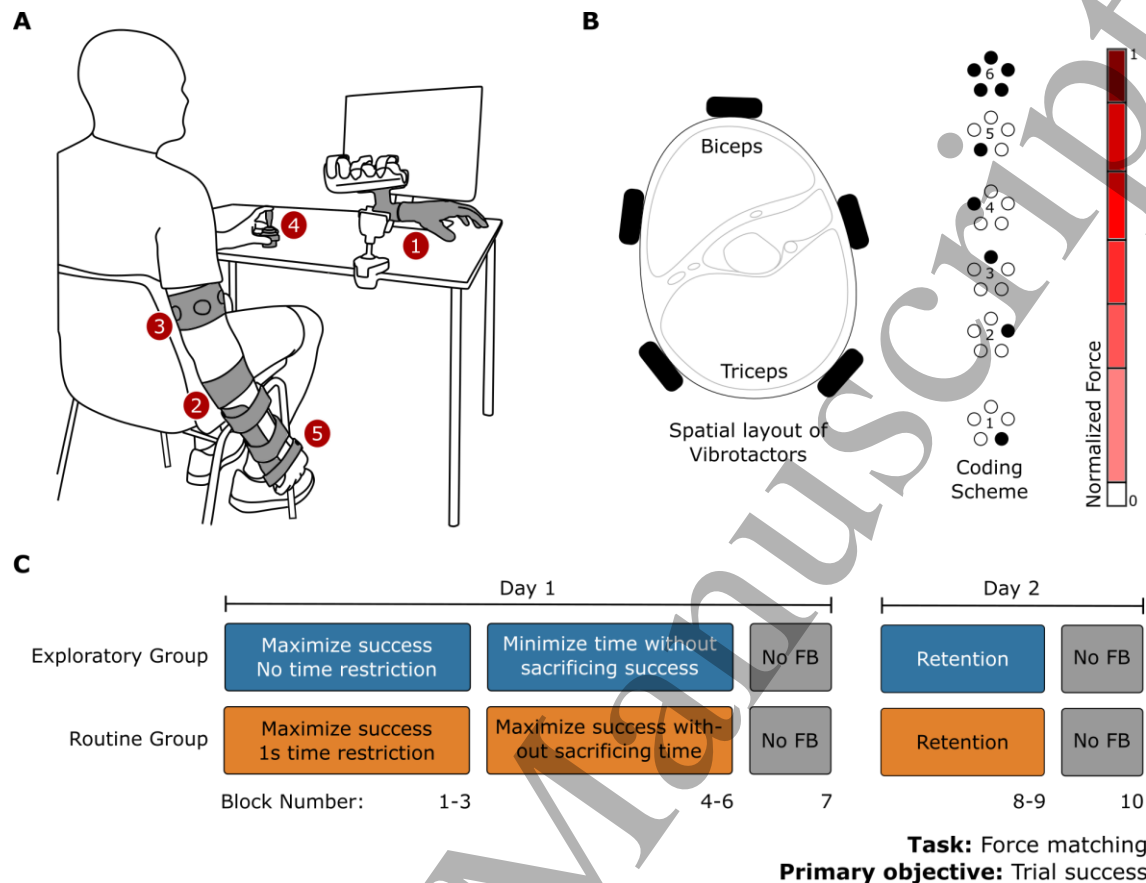 A
1
2
3
4
5
B
Biceps
Triceps
Spatial layout of
Vibrotactors
6
5
4
3
2
1
Coding
Scheme
1
Normalized Force
0
C
Day 1
Day 2
Exploratory Group
Maximize success
No time restriction
Minimize time without
sacrificing success
No FB
Retention
No FB
Routine Group
Maximize success
1s time restriction
Maximize success with-
out sacrificing time
No FB
Retention
No FB
Block Number:
1-3
4-6
7
8-9
10
Task: Force matching
Primary objective: Trial success
Manuscript